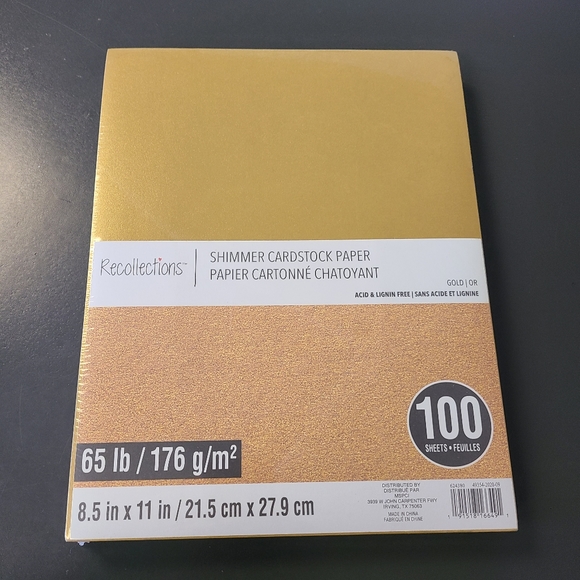 Recollections™
SHIMMER CARDSTOCK PAPER
PAPIER CARTONNÉ CHATOYANT
GOLD | OR
ACID & LIGNIN FREE | SANS ACIDE ET LIGNINE
100
SHEETS • FEUILLES
65 lb / 176 g/m²
8.5 in x 11 in / 21.5 cm x 27.9 cm
DISTRIBUTED BY
DISTRIBUÉ PAR
MSPCI
3939 W JOHN CARPENTER FWY
IRVING, TX 75063
MADE IN CHINA
FABRIQUÉ EN CHINE